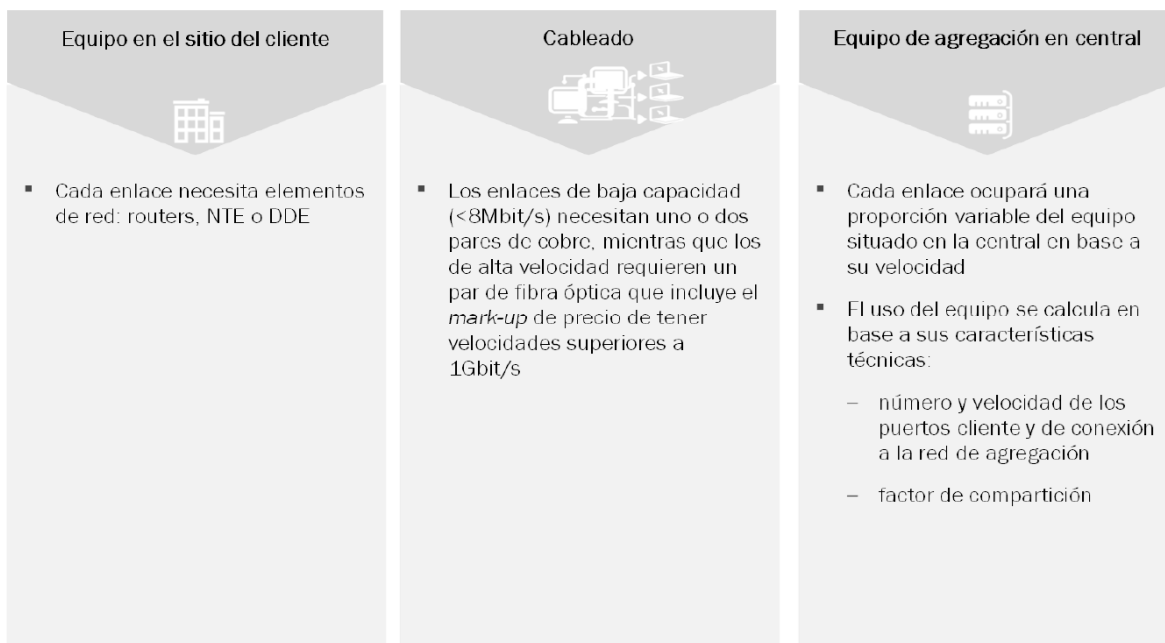 Equipo en el sitio del cliente
▪ Cada enlace necesita elementos
de red: routers, NTE o DDE
Cableado
▪ Los enlaces de baja capacidad
(<8Mbit/s) necesitan uno o dos
pares de cobre, mientras que los
de alta velocidad requieren un
par de fibra óptica que incluye el
mark-up de precio de tener
velocidades superiores a
1Gbit/s
Equipo de agregación en central
▪ Cada enlace ocupará una
proporción variable del equipo
situado en la central en base a
su velocidad
▪ El uso del equipo se calcula en
base a sus características
técnicas:
– número y velocidad de los
puertos cliente y de conexión
a la red de agregación
– factor de compartición